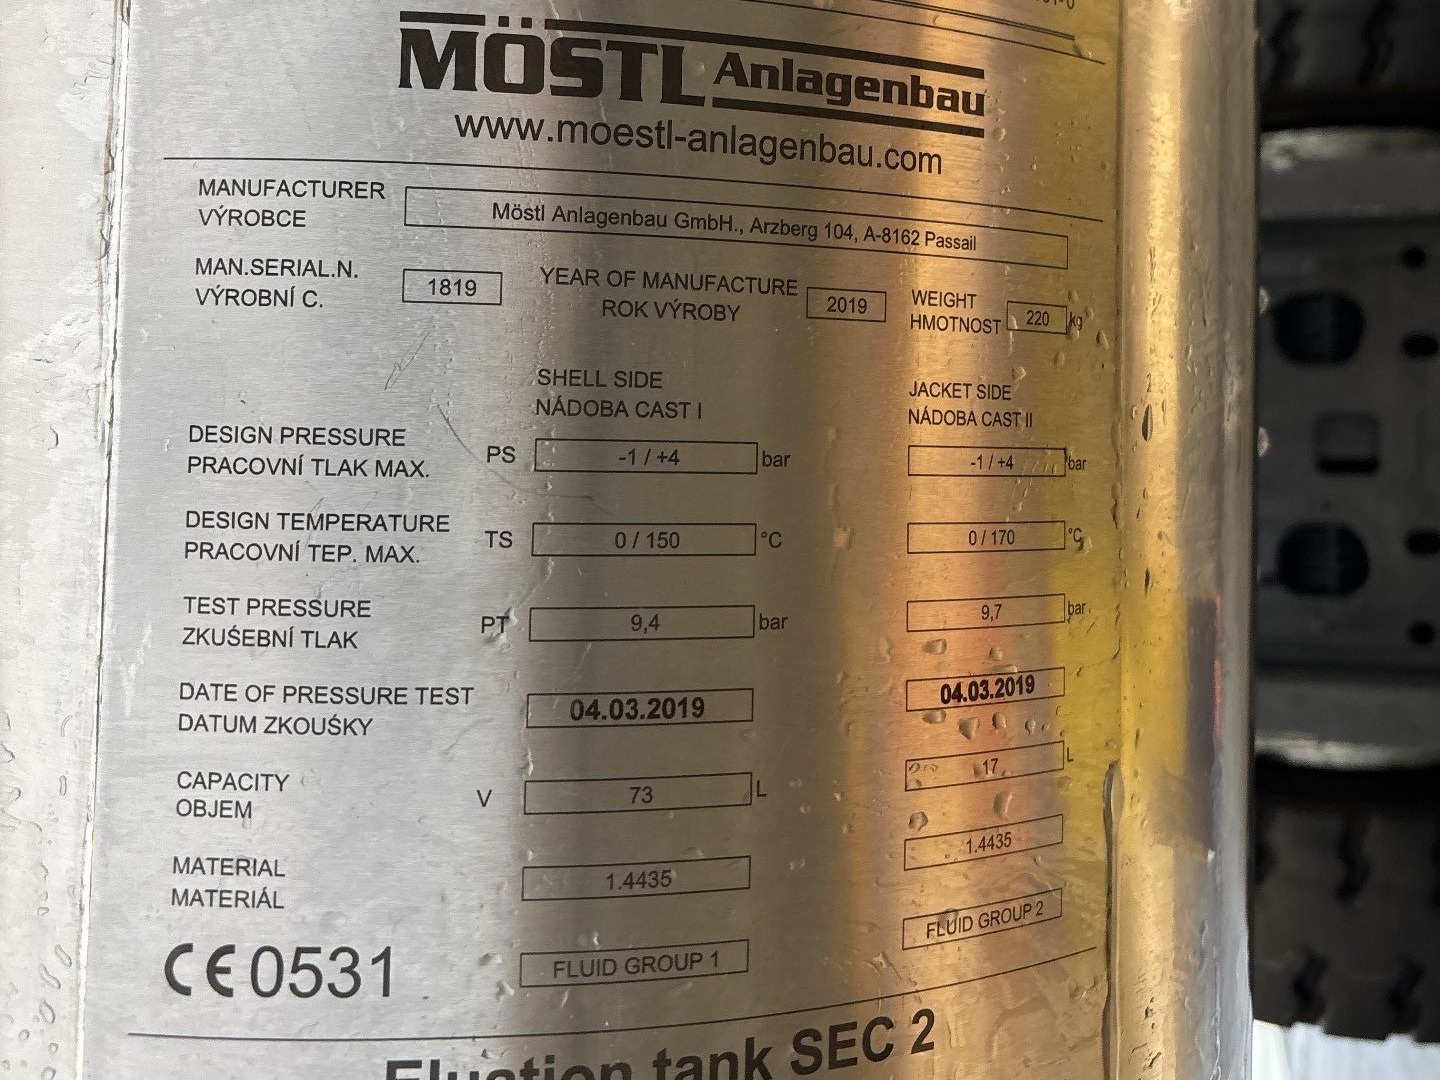 MÖSTL Anlagenbau
www.moestl-anlagenbau.com
MANUFACTURER
VÝROBCE
Möstl Anlagenbau GmbH., Arzberg 104, A-8162 Passail
MAN.SERIAL.N.
VÝROBNÍ C.
1819
YEAR OF MANUFACTURE
ROK VÝROBY
2019
WEIGHT
HMOTNOST
220 kg
SHELL SIDE
NÁDOBA CAST I
JACKET SIDE
NÁDOBA CAST II
DESIGN PRESSURE
PRACOVNÍ TLAK MAX.
PS -1 / +4 bar
-1 / +4 bar
DESIGN TEMPERATURE
PRACOVNÍ TEP. MAX.
TS 0 / 150 °C
0 / 170 °C
TEST PRESSURE
ZKUŚEBNÍ TLAK
PT 9,4 bar
9,7 bar
DATE OF PRESSURE TEST
DATUM ZKOUŚKY
04.03.2019
04.03.2019
CAPACITY
OBJEM
V 73 L
17 L
MATERIAL
MATERIÁL
1.4435
1.4435
CE 0531
FLUID GROUP 1
FLUID GROUP 2
Eluation tank SEC 2